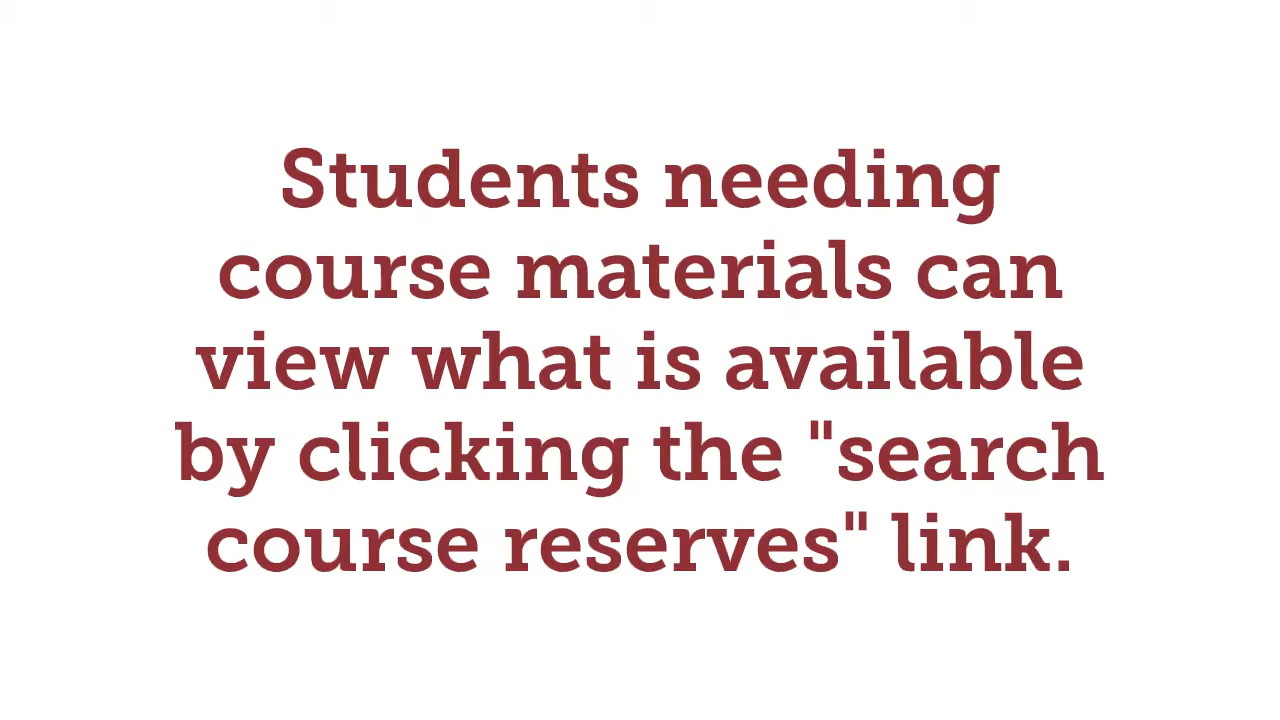 Students needing
course materials can
view what is available
by clicking the "search
course reserves" link.